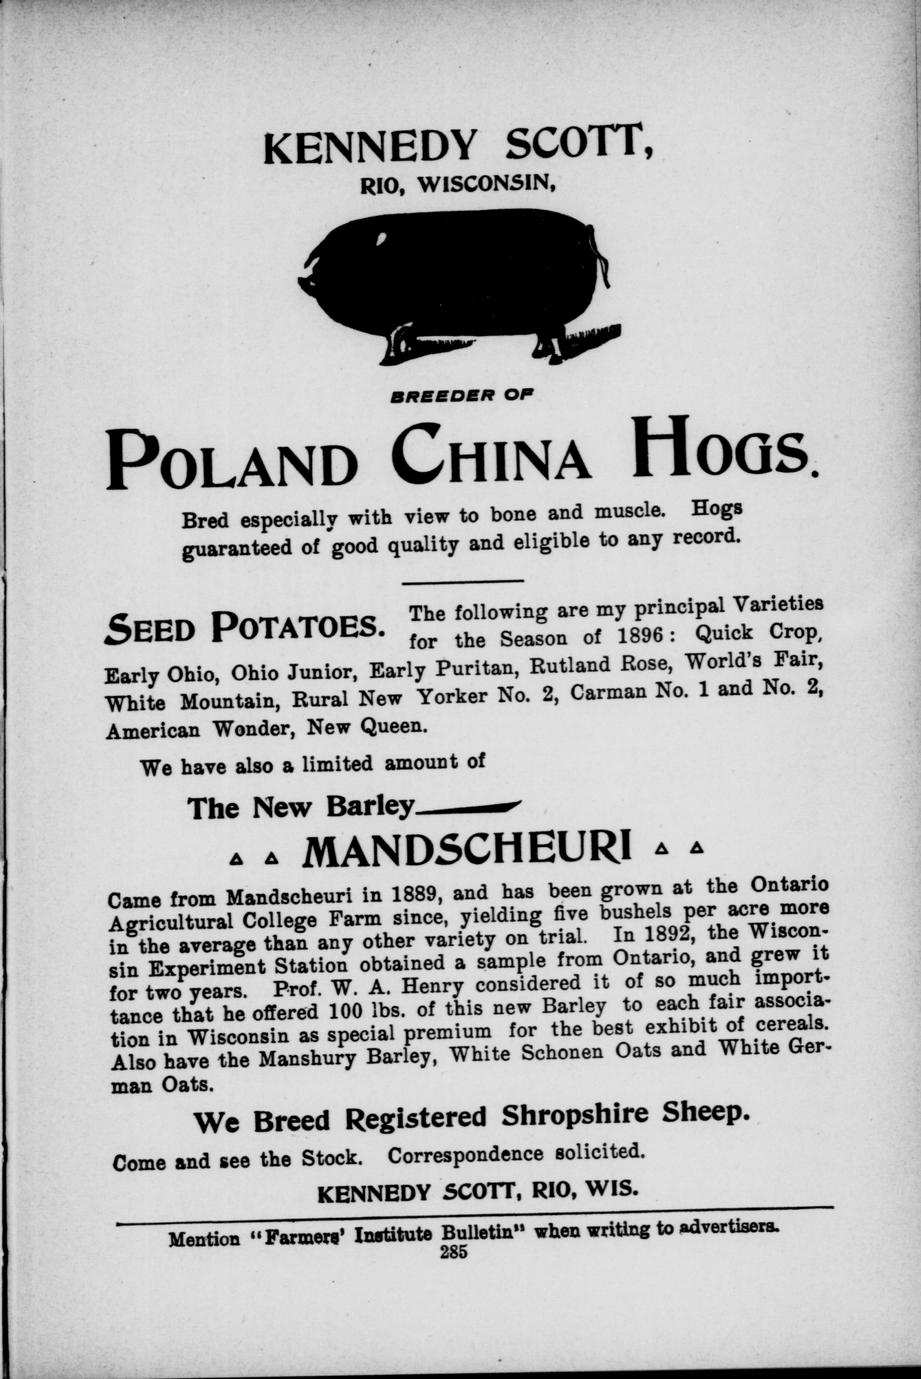 KENNEDY SCOTT,
RIO, WISCONSIN,
BREEDER OF
POLAND CHINA HOGS.
Bred especially with view to bone and muscle. Hogs
guaranteed of good quality and eligible to any record.
SEED POTATOES. The following are my principal Varieties
for the Season of 1896: Quick Crop,
Early Ohio, Ohio Junior, Early Puritan, Rutland Rose, World's Fair,
White Mountain, Rural New Yorker No. 2, Carman No. 1 and No. 2,
American Wonder, New Queen.
We have also a limited amount of
The New Barley
MANDSCHEURI
Came from Mandscheuri in 1889, and has been grown at the Ontario
Agricultural College Farm since, yielding five bushels per acre more
in the average than any other variety on trial. In 1892, the Wiscon-
sin Experiment Station obtained a sample from Ontario, and grew it
for two years. Prof. W. A. Henry considered it of so much import-
tance that he offered 100 lbs. of this new Barley to each fair associa-
tion in Wisconsin as special premium for the best exhibit of cereals.
Also have the Manshury Barley, White Schonen Oats and White Ger-
man Oats.
We Breed Registered Shropshire Sheep.
Come and see the Stock. Correspondence solicited.
KENNEDY SCOTT, RIO, WIS.
Mention "Farmers' Institute Bulletin" when writing to advertisers.
285